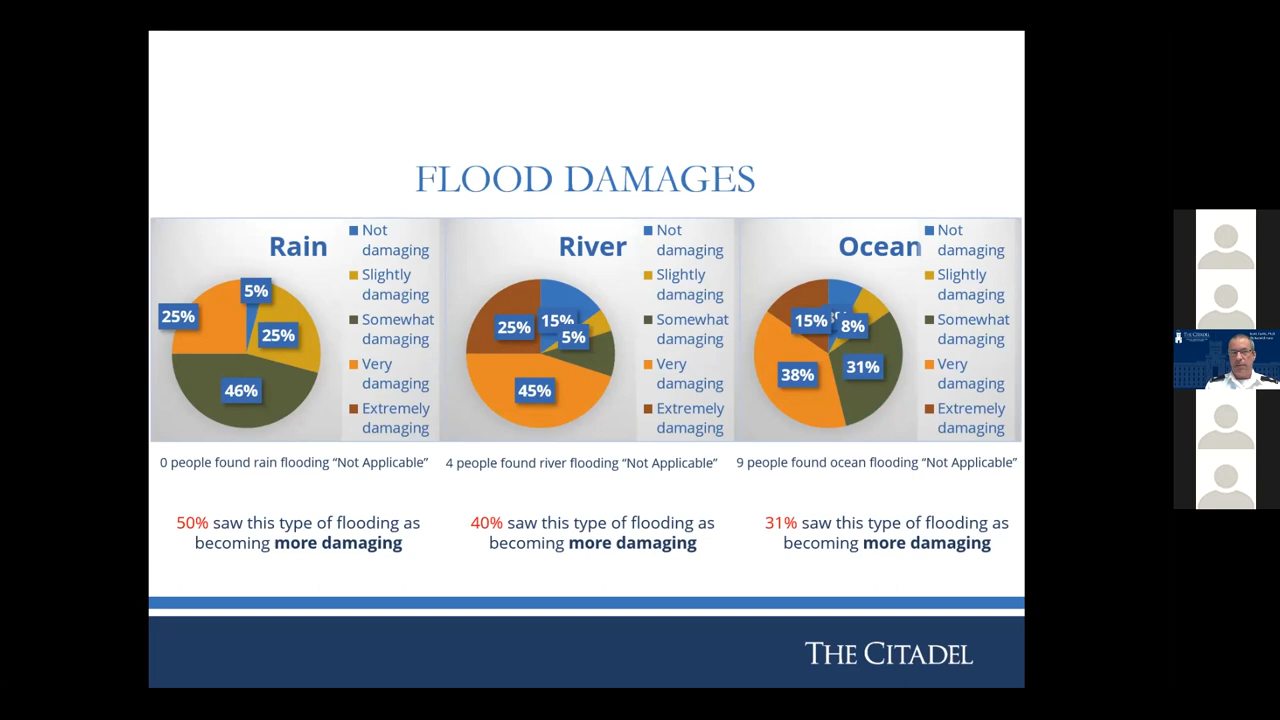 FLOOD DAMAGES
Rain
Not
damaging
Slightly
damaging
Somewhat
damaging
Very
damaging
Extremely
damaging
5%
25%
25%
46%
River
Not
damaging
Slightly
damaging
Somewhat
damaging
Very
damaging
Extremely
damaging
25%
15%
5%
45%
Ocean
Not
damaging
Slightly
damaging
Somewhat
damaging
Very
damaging
Extremely
damaging
15%
8%
38%
31%
0 people found rain flooding “Not Applicable”
4 people found river flooding “Not Applicable”
9 people found ocean flooding “Not Applicable”
50% saw this type of flooding as
becoming more damaging
40% saw this type of flooding as
becoming more damaging
31% saw this type of flooding as
becoming more damaging
THE CITADEL
THE CITADEL